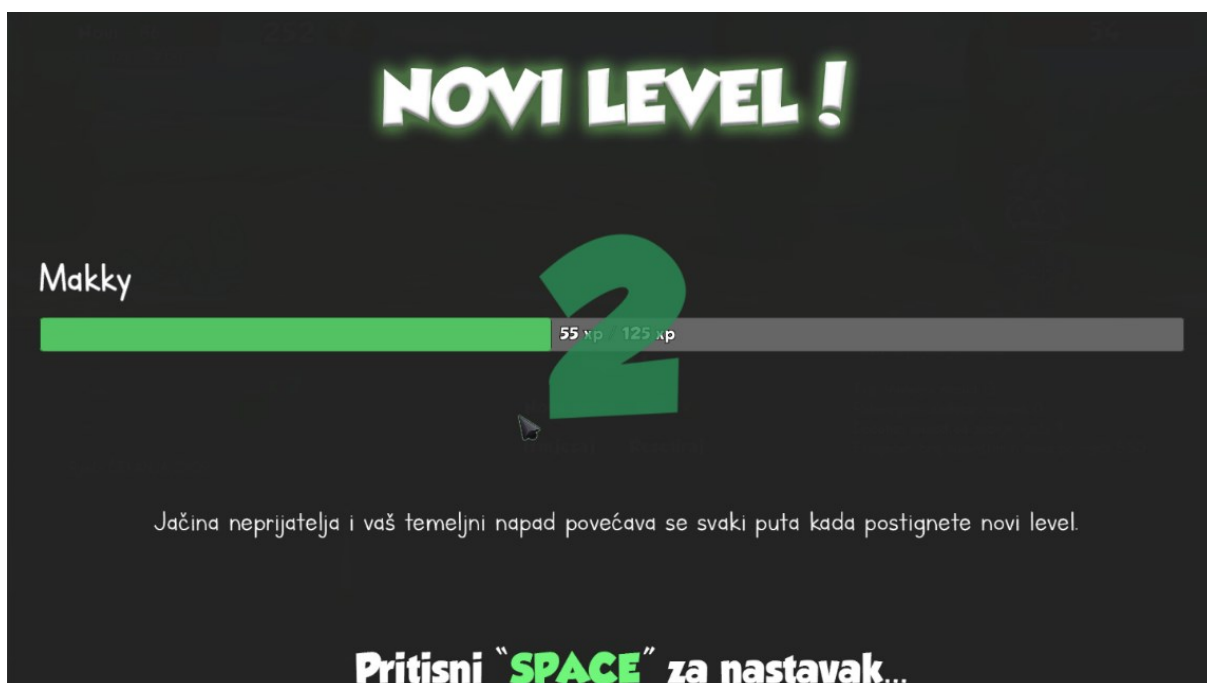 NOVI LEVEL!
Makky
2
55 xp / 125 xp
Jačina neprijatelja i vaš temeljni napad povećava se svaki puta kada postignete novi level.
Pritisni "SPACE" za nastavak...